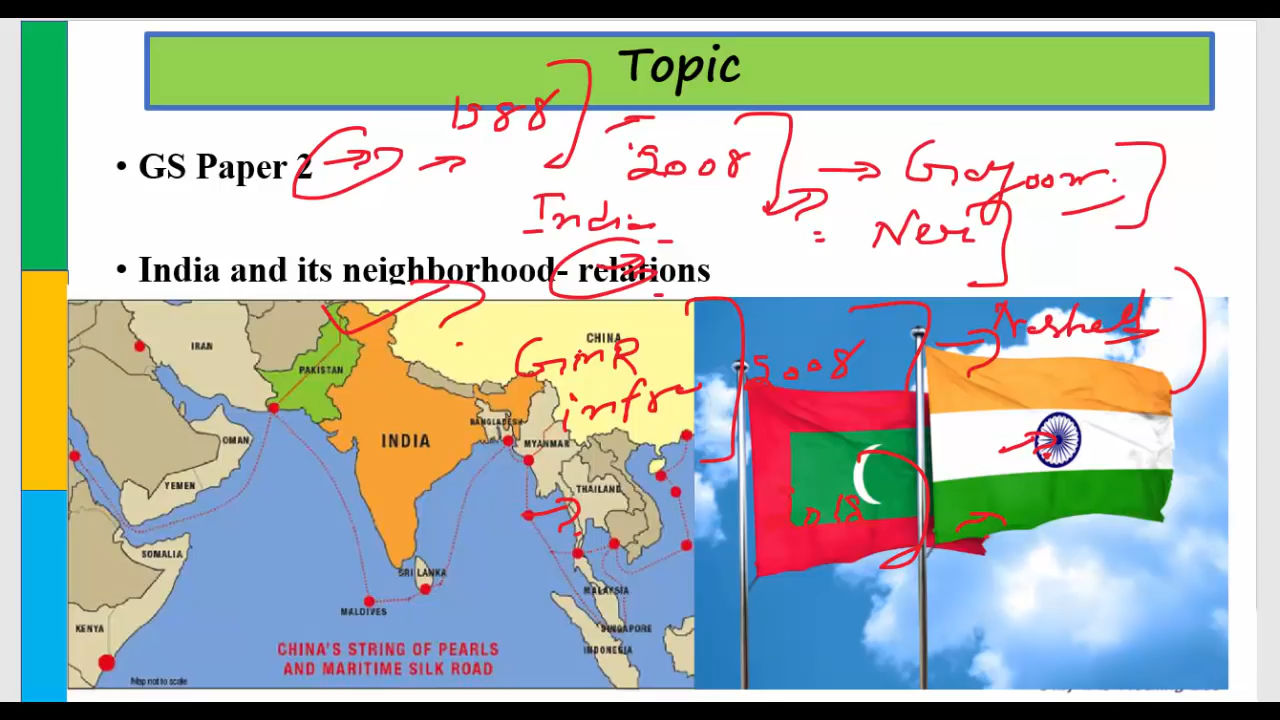 Topic
1988
• GS Paper 2
2008 → Gayoom.
India
• India and its neighborhood- relations
CHINA
IRAN
GMR
infra
PAKISTAN
2008
Nasheed
INDIA
BANGLADESH
MYANMAR
OMAN
YEMEN
THAILAND
SOMALIA
SRI LANKA
MALDIVES
MALAYSIA
KENYA
SINGAPORE
INDONESIA
CHINA'S STRING OF PEARLS
AND MARITIME SILK ROAD
Map not to scale